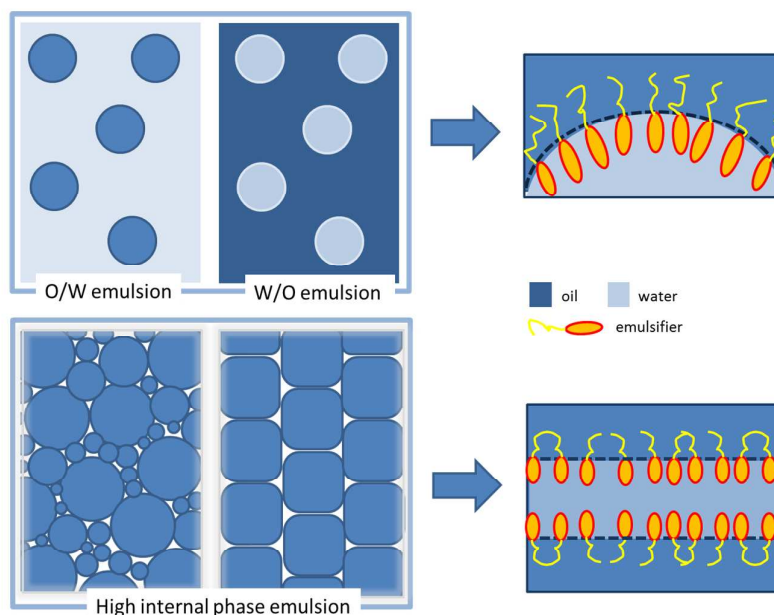 O/W emulsion
W/O emulsion
oil
water
emulsifier
High internal phase emulsion